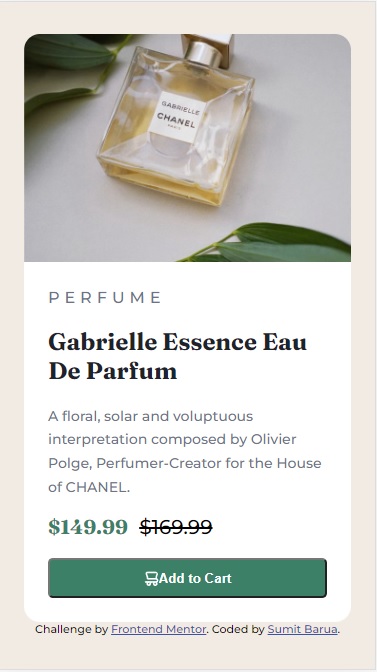 GABRIELLE
CHANEL
PARIS
PERFUME
Gabrielle Essence Eau
De Parfum
A floral, solar and voluptuous
interpretation composed by Olivier
Polge, Perfumer-Creator for the House
of CHANEL.
$149.99 $169.99
Add to Cart
Challenge by Frontend Mentor. Coded by Sumit Barua.